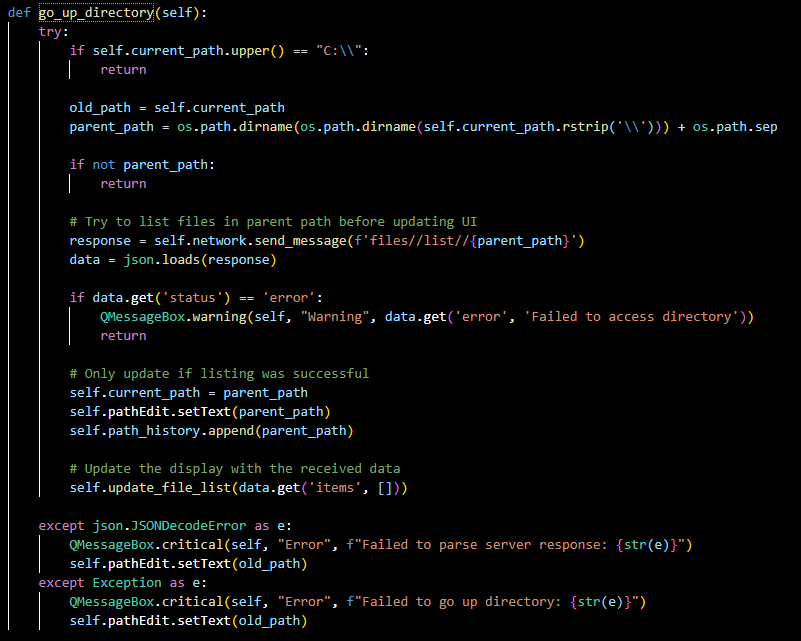 def go_up_directory(self):
    try:
        if self.current_path.upper() == "C:\\":
            return

        old_path = self.current_path
        parent_path = os.path.dirname(os.path.dirname(self.current_path.rstrip('\\'))) + os.path.sep

        if not parent_path:
            return

        # Try to list files in parent path before updating UI
        response = self.network.send_message(f'files//list//{parent_path}')
        data = json.loads(response)

        if data.get('status') == 'error':
            QMessageBox.warning(self, "Warning", data.get('error', 'Failed to access directory'))
            return

        # Only update if listing was successful
        self.current_path = parent_path
        self.pathEdit.setText(parent_path)
        self.path_history.append(parent_path)

        # Update the display with the received data
        self.update_file_list(data.get('items', []))

    except json.JSONDecodeError as e:
        QMessageBox.critical(self, "Error", f"Failed to parse server response: {str(e)}")
        self.pathEdit.setText(old_path)
    except Exception as e:
        QMessageBox.critical(self, "Error", f"Failed to go up directory: {str(e)}")
        self.pathEdit.setText(old_path)